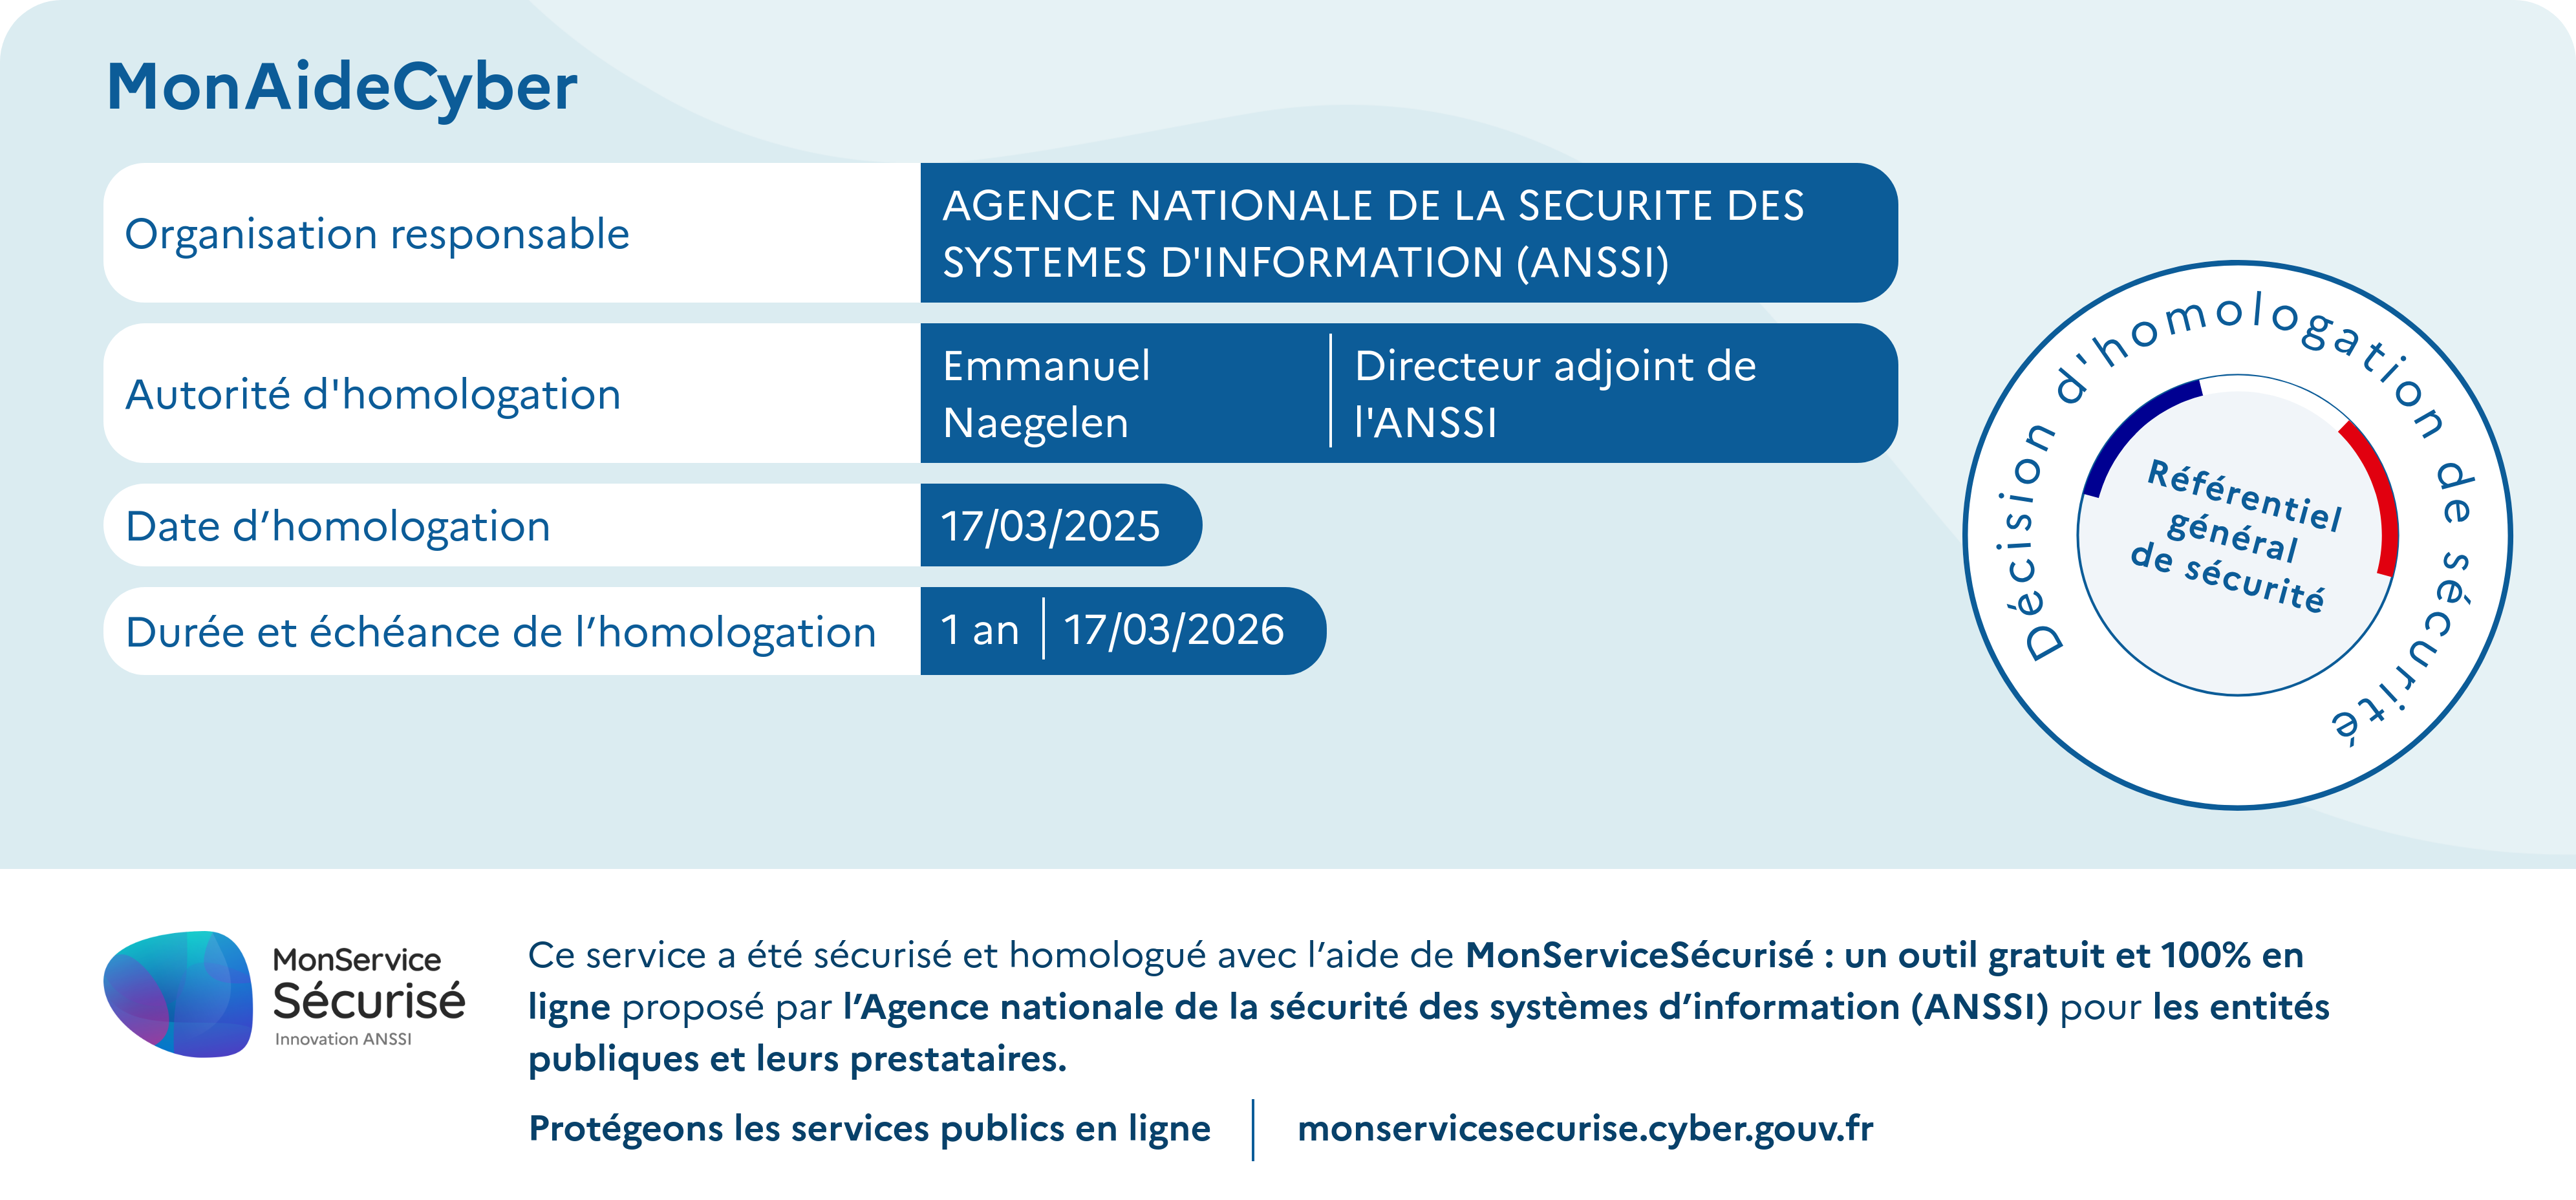 MonAideCyber
Organisation responsable
AGENCE NATIONALE DE LA SECURITE DES
SYSTEMES D'INFORMATION (ANSSI)
Autorité d'homologation
Emmanuel
Naegelen
Directeur adjoint de
l'ANSSI
Date d’homologation
17/03/2025
Durée et échéance de l’homologation
1 an
17/03/2026
Décision d'homologation de sécurité
Référentiel
général
de sécurité
MonService
Sécurisé
Innovation ANSSI
Ce service a été sécurisé et homologué avec l’aide de MonServiceSécurisé : un outil gratuit et 100% en
ligne proposé par l’Agence nationale de la sécurité des systèmes d’information (ANSSI) pour les entités
publiques et leurs prestataires.
Protégeons les services publics en ligne
monservicesecurise.cyber.gouv.fr